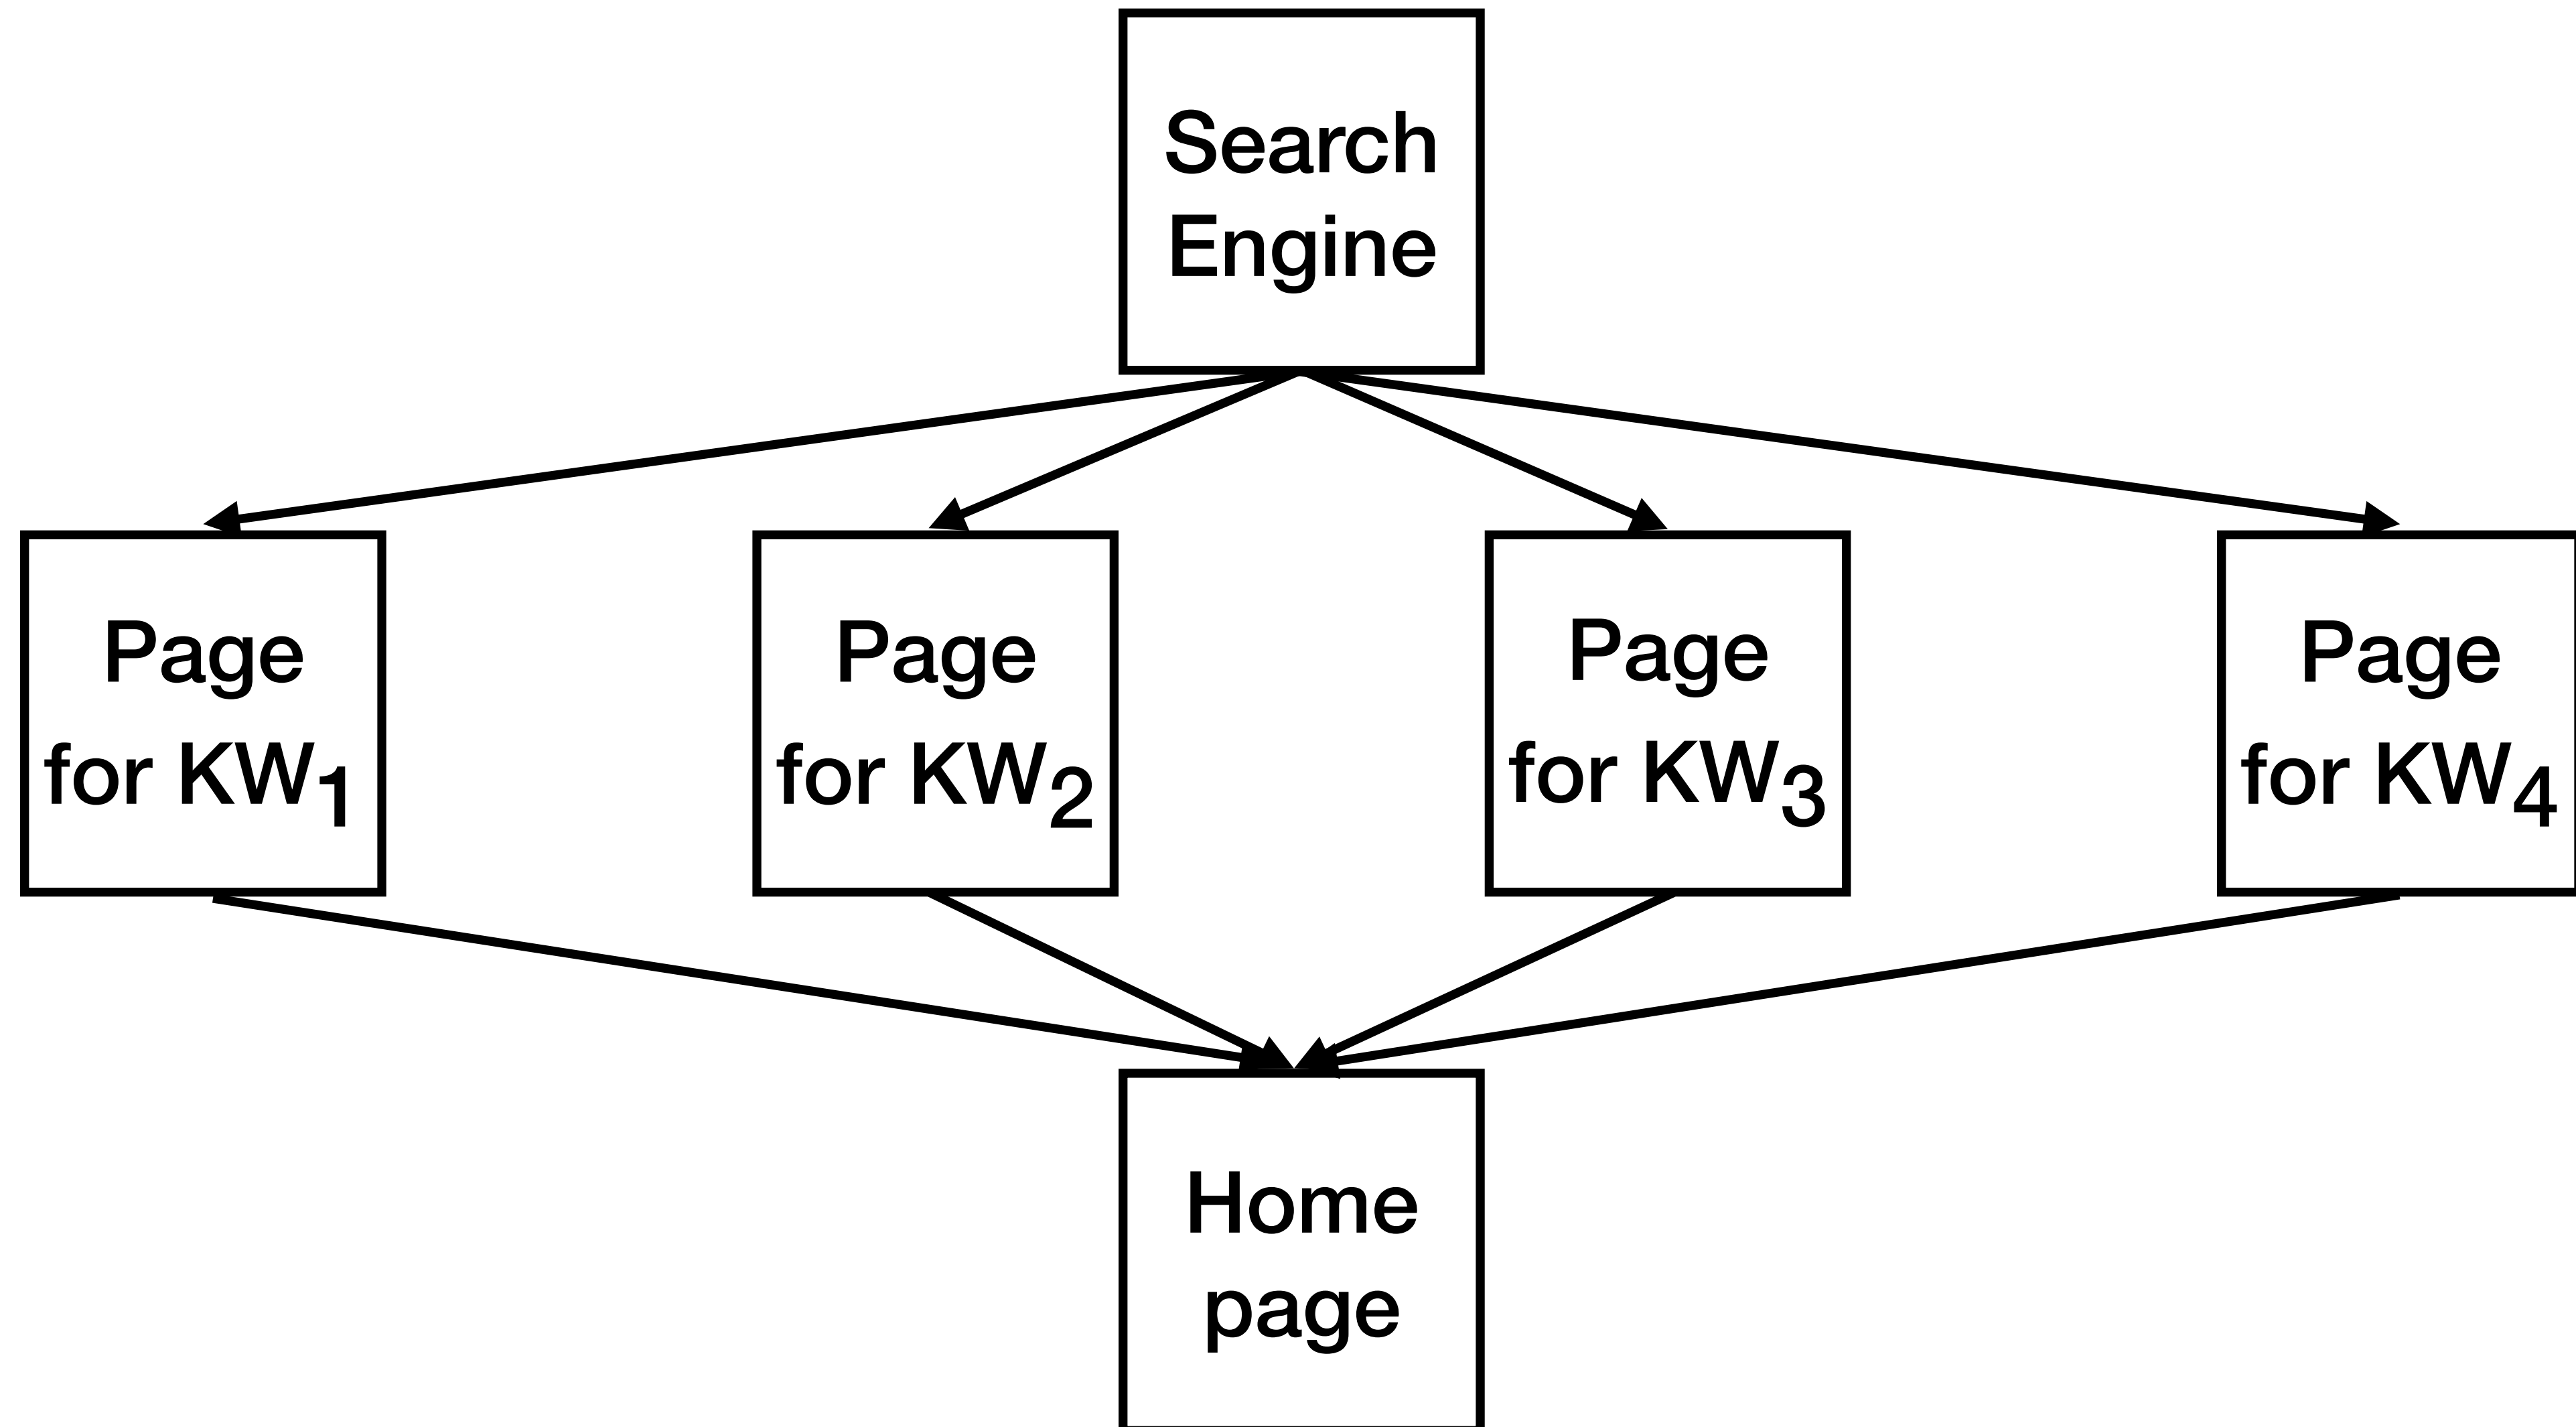 Search
Engine
Page
for KW₁
Page
for KW₂
Page
for KW₃
Page
for KW₄
Home
page